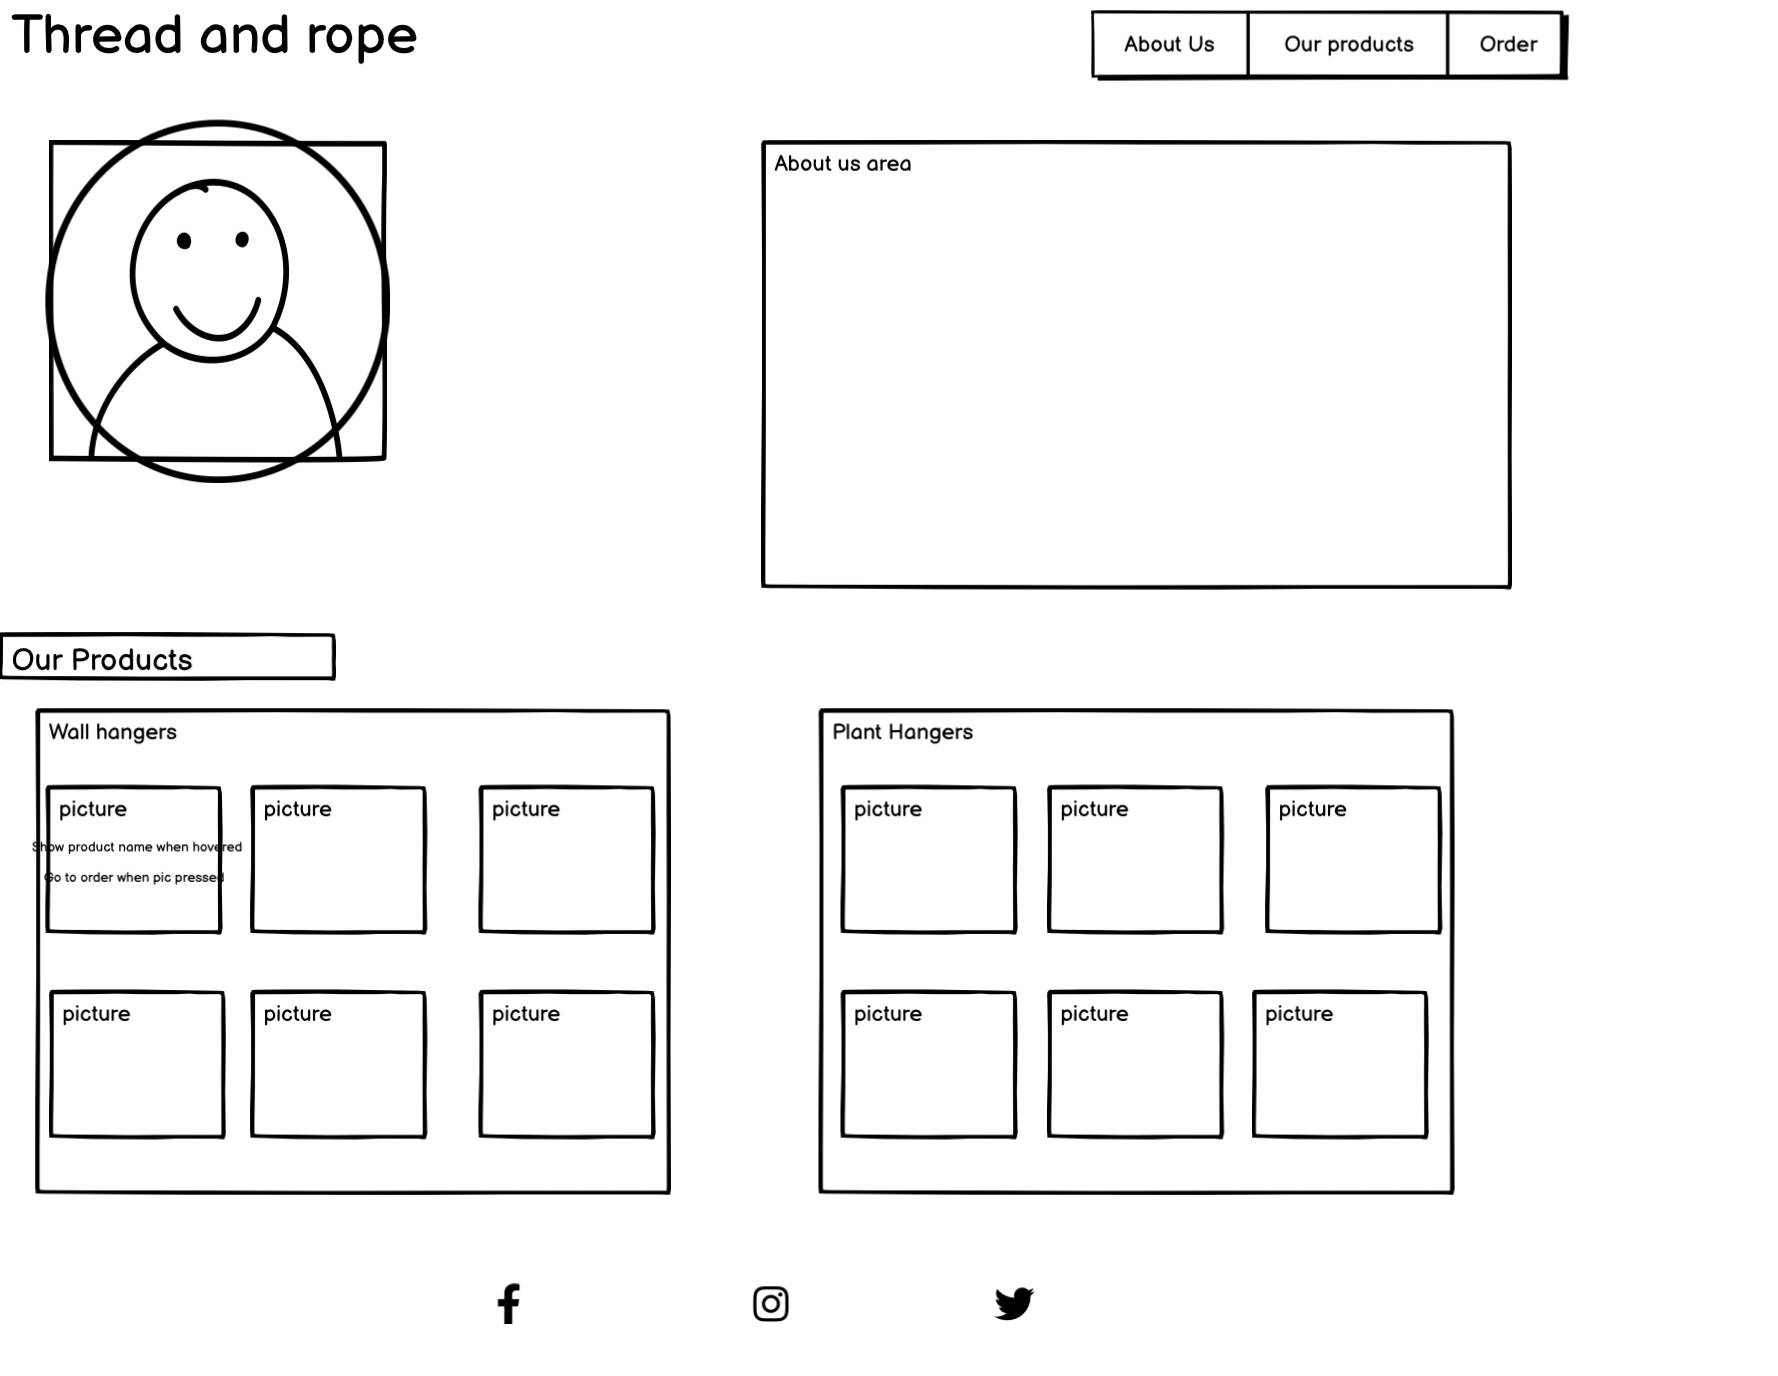 Thread and rope
About Us
Our products
Order
About us area
Our Products
Wall hangers
picture
Show product name when hovered
Go to order when pic pressed
picture
picture
picture
picture
picture
Plant Hangers
picture
picture
picture
picture
picture
picture